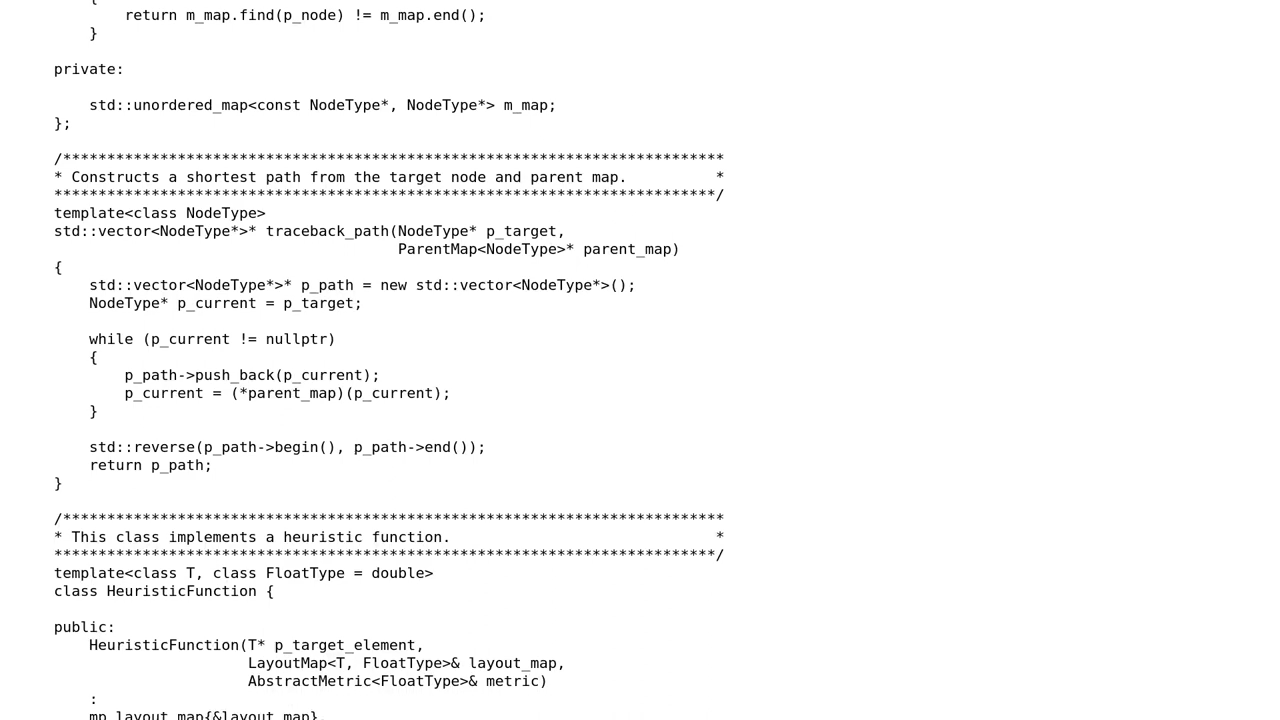 {
        return m_map.find(p_node) != m_map.end();
    }

private:

    std::unordered_map<const NodeType*, NodeType*> m_map;
};

/***************************************************************************
* Constructs a shortest path from the target node and parent map.          *
***************************************************************************/
template<class NodeType>
std::vector<NodeType*>* traceback_path(NodeType* p_target,
                                       ParentMap<NodeType>* parent_map)
{
    std::vector<NodeType*>* p_path = new std::vector<NodeType*>();
    NodeType* p_current = p_target;

    while (p_current != nullptr)
    {
        p_path->push_back(p_current);
        p_current = (*parent_map)(p_current);
    }

    std::reverse(p_path->begin(), p_path->end());
    return p_path;
}

/***************************************************************************
* This class implements a heuristic function.                              *
***************************************************************************/
template<class T, class FloatType = double>
class HeuristicFunction {

public:
    HeuristicFunction(T* p_target_element,
                      LayoutMap<T, FloatType>& layout_map,
                      AbstractMetric<FloatType>& metric)
    :
    mp_layout_map{&layout_map},